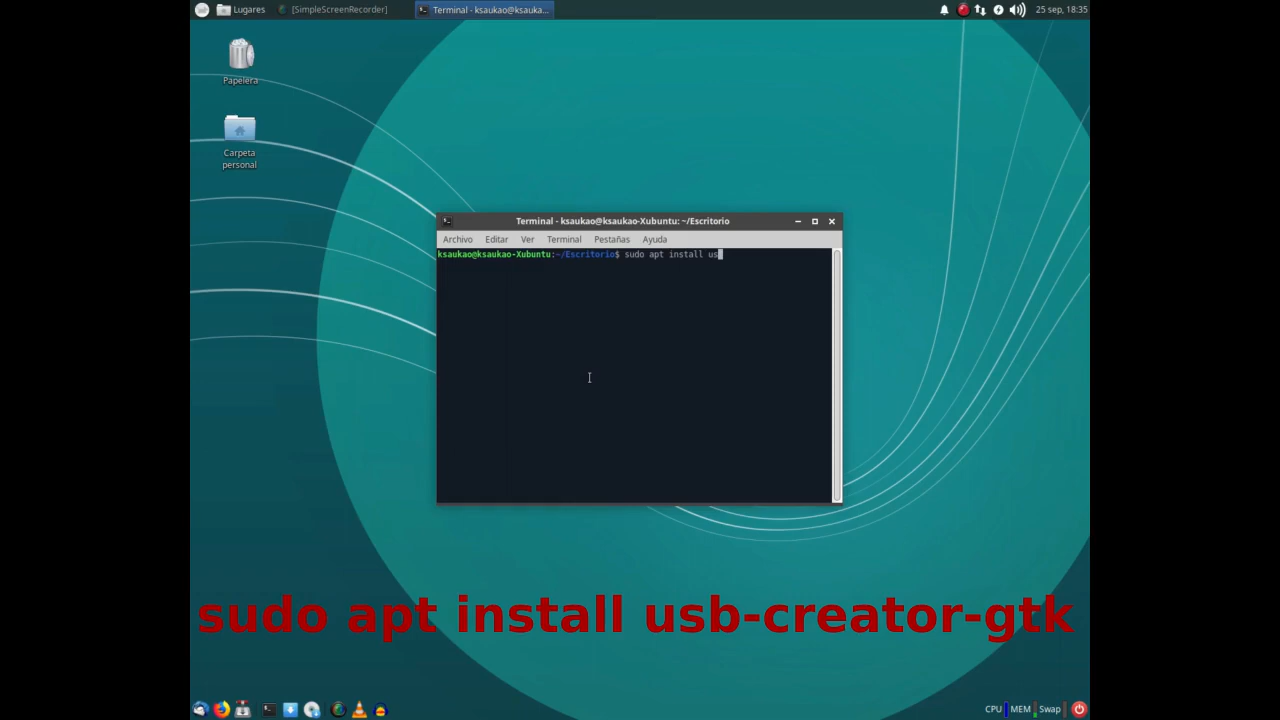 Lugares
[SimpleScreenRecorder]
Terminal - ksaukao@ksauka...
25 sep, 18:35
Papelera
Carpeta
personal
Terminal - ksaukao@ksaukao-Xubuntu: ~/Escritorio
Archivo Editar Ver Terminal Pestañas Ayuda
ksaukao@ksaukao-Xubuntu:~/Escritorio$ sudo apt install us
sudo apt install usb-creator-gtk
CPU MEM Swap